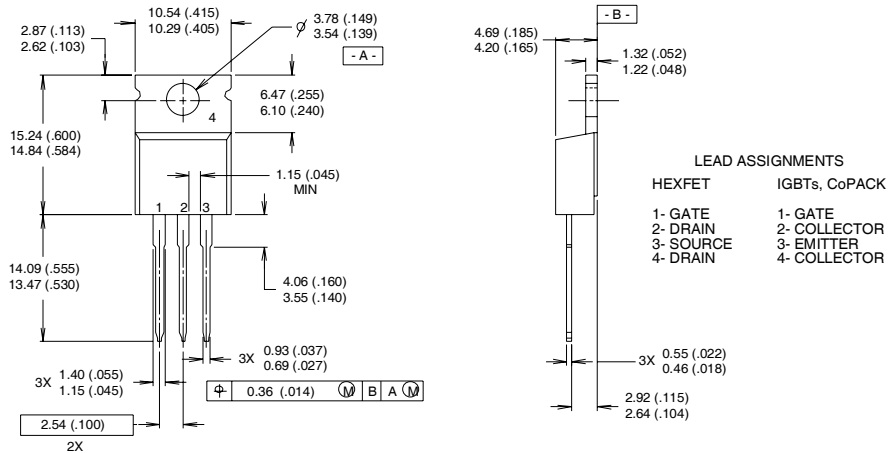 10.54 (.415)
10.29 (.405)
2.87 (.113)
2.62 (.103)
ø 3.78 (.149)
3.54 (.139)
- A -
6.47 (.255)
6.10 (.240)
4
15.24 (.600)
14.84 (.584)
1.15 (.045)
MIN
1 2 3
14.09 (.555)
13.47 (.530)
4.06 (.160)
3.55 (.140)
3X 0.93 (.037)
0.69 (.027)
3X 1.40 (.055)
1.15 (.045)
⌖ 0.36 (.014) Ⓜ B A Ⓜ
2.54 (.100)
2X
- B -
4.69 (.185)
4.20 (.165)
1.32 (.052)
1.22 (.048)
3X 0.55 (.022)
0.46 (.018)
2.92 (.115)
2.64 (.104)
LEAD ASSIGNMENTS
HEXFET
1- GATE
2- DRAIN
3- SOURCE
4- DRAIN
IGBTs, CoPACK
1- GATE
2- COLLECTOR
3- EMITTER
4- COLLECTOR